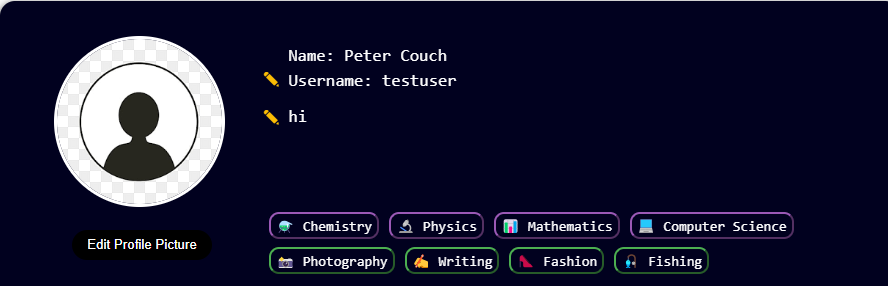 Name: Peter Couch
Username: testuser
hi
Edit Profile Picture
Chemistry Physics Mathematics Computer Science
Photography Writing Fashion Fishing